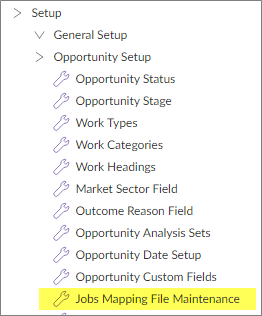 Setup
General Setup
Opportunity Setup
Opportunity Status
Opportunity Stage
Work Types
Work Categories
Work Headings
Market Sector Field
Outcome Reason Field
Opportunity Analysis Sets
Opportunity Date Setup
Opportunity Custom Fields
Jobs Mapping File Maintenance